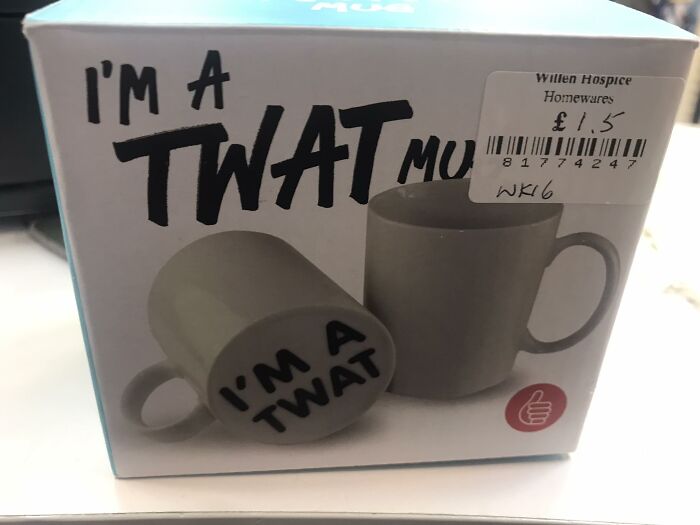 I'M A
TWAT MU
Willen Hospice
Homewares
£1.5
81774247
WK16
I'M A
TWAT